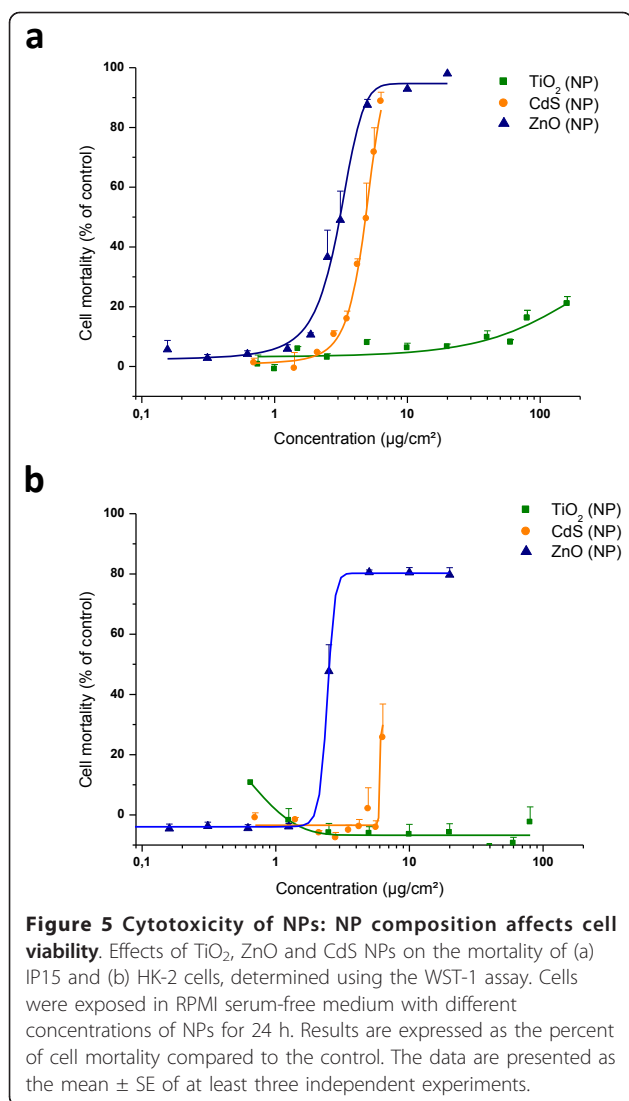 a
100
80
60
40
20
0
Cell mortality (% of control)
TiO₂ (NP)
CdS (NP)
ZnO (NP)
0,1 1 10 100
Concentration (µg/cm²)
b
100
80
60
40
20
0
Cell mortality (% of control)
TiO₂ (NP)
CdS (NP)
ZnO (NP)
0,1 1 10 100
Concentration (µg/cm²)
Figure 5 Cytotoxicity of NPs: NP composition affects cell
viability. Effects of TiO₂, ZnO and CdS NPs on the mortality of (a)
IP15 and (b) HK-2 cells, determined using the WST-1 assay. Cells
were exposed in RPMI serum-free medium with different
concentrations of NPs for 24 h. Results are expressed as the percent
of cell mortality compared to the control. The data are presented as
the mean ± SE of at least three independent experiments.